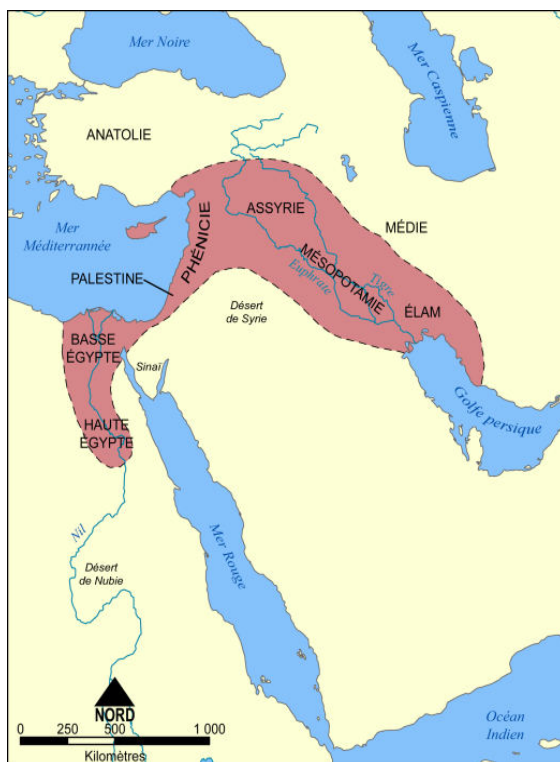 Mer Noire
Mer Caspienne
ANATOLIE
ASSYRIE
MÉDIE
Mer
Méditerrannée
PHÉNICIE
MÉSOPOTAMIE
Tigre
Euphrate
PALESTINE
ÉLAM
Désert
de Syrie
BASSE
ÉGYPTE
Sinaï
Golfe persique
HAUTE
ÉGYPTE
Nil
Mer Rouge
Désert
de Nubie
NORD
0 250 500 1 000
Kilomètres
Océan
Indien